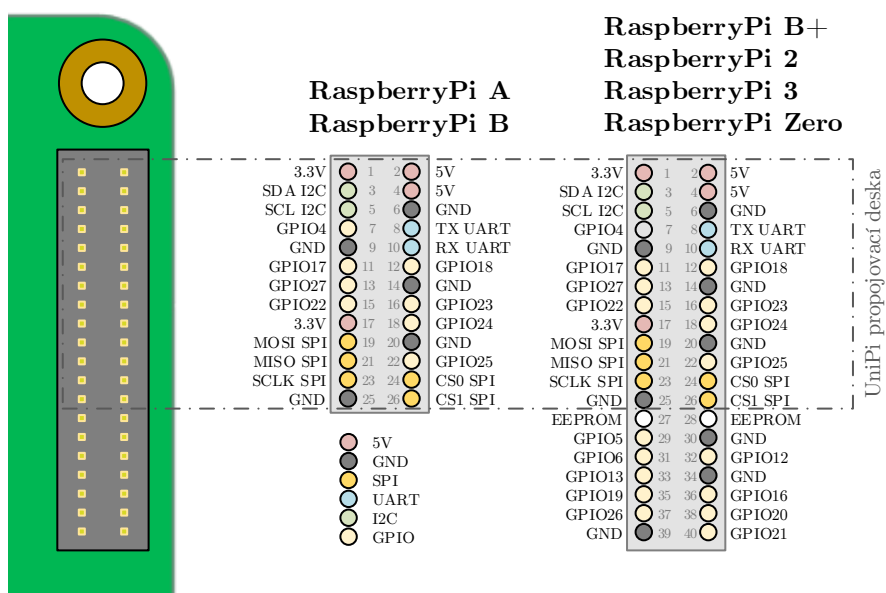 RaspberryPi B+
RaspberryPi 2
RaspberryPi A RaspberryPi 3
RaspberryPi B RaspberryPi Zero
3.3V 1 2 5V 3.3V 1 2 5V
SDA I2C 3 4 5V SDA I2C 3 4 5V
SCL I2C 5 6 GND SCL I2C 5 6 GND
GPIO4 7 8 TX UART GPIO4 7 8 TX UART
GND 9 10 RX UART GND 9 10 RX UART
GPIO17 11 12 GPIO18 GPIO17 11 12 GPIO18
GPIO27 13 14 GND GPIO27 13 14 GND
GPIO22 15 16 GPIO23 GPIO22 15 16 GPIO23
3.3V 17 18 GPIO24 3.3V 17 18 GPIO24
MOSI SPI 19 20 GND MOSI SPI 19 20 GND
MISO SPI 21 22 GPIO25 MISO SPI 21 22 GPIO25
SCLK SPI 23 24 CS0 SPI SCLK SPI 23 24 CS0 SPI
GND 25 26 CS1 SPI GND 25 26 CS1 SPI
EEPROM 27 28 EEPROM
GPIO5 29 30 GND
GPIO6 31 32 GPIO12
GPIO13 33 34 GND
GPIO19 35 36 GPIO16
GPIO26 37 38 GPIO20
GND 39 40 GPIO21
5V
GND
SPI
UART
I2C
GPIO
UniPi propojovací deska